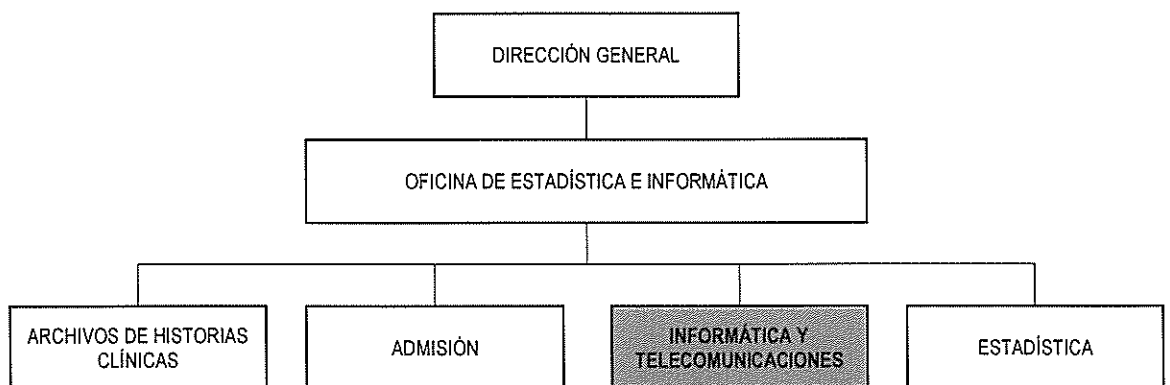 DIRECCIÓN GENERAL
OFICINA DE ESTADÍSTICA E INFORMÁTICA
ARCHIVOS DE HISTORIAS
CLÍNICAS
ADMISIÓN
INFORMÁTICA Y
TELECOMUNICACIONES
ESTADÍSTICA